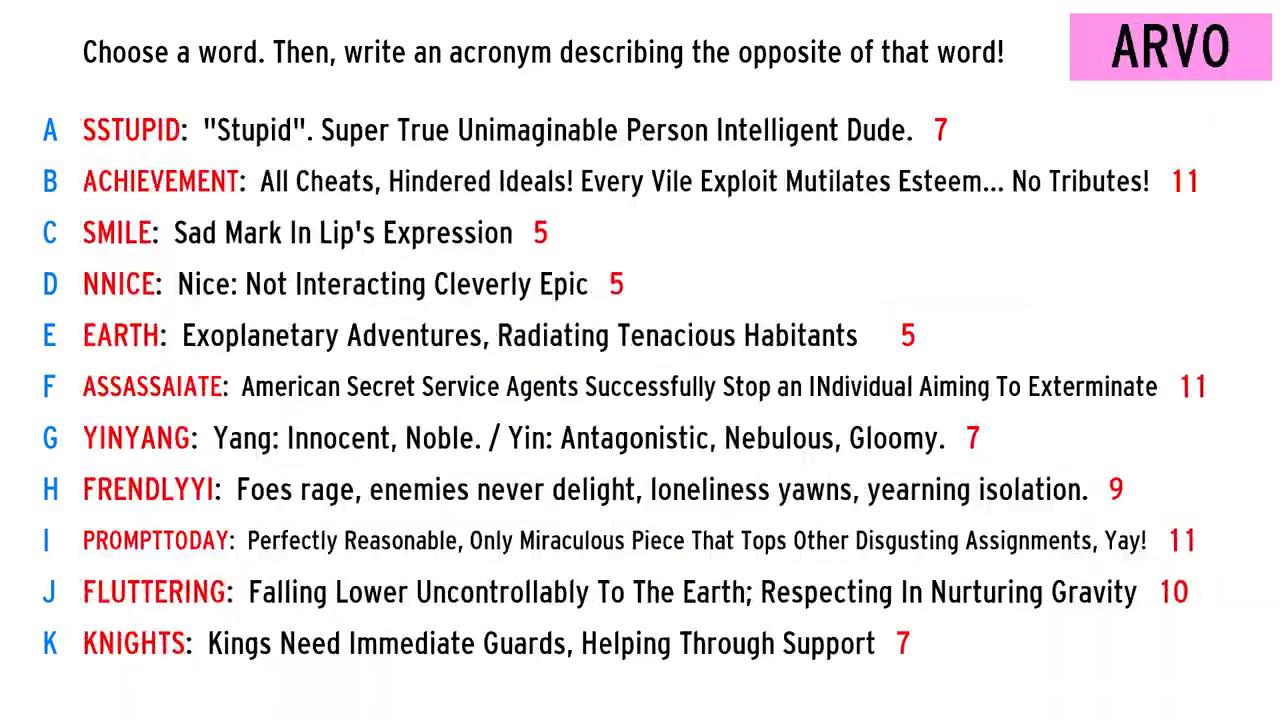 Choose a word. Then, write an acronym describing the opposite of that word!
ARVO
A SSTUPID: "Stupid". Super True Unimaginable Person Intelligent Dude. 7
B ACHIEVEMENT: All Cheats, Hindered Ideals! Every Vile Exploit Mutilates Esteem... No Tributes! 11
C SMILE: Sad Mark In Lip's Expression 5
D NNICE: Nice: Not Interacting Cleverly Epic 5
E EARTH: Exoplanetary Adventures, Radiating Tenacious Habitants 5
F ASSASSAIATE: American Secret Service Agents Successfully Stop an INdividual Aiming To Exterminate 11
G YINYANG: Yang: Innocent, Noble. / Yin: Antagonistic, Nebulous, Gloomy. 7
H FRENDLYYI: Foes rage, enemies never delight, loneliness yawns, yearning isolation. 9
I PROMPTTODAY: Perfectly Reasonable, Only Miraculous Piece That Tops Other Disgusting Assignments, Yay! 11
J FLUTTERING: Falling Lower Uncontrollably To The Earth; Respecting In Nurturing Gravity 10
K KNIGHTS: Kings Need Immediate Guards, Helping Through Support 7